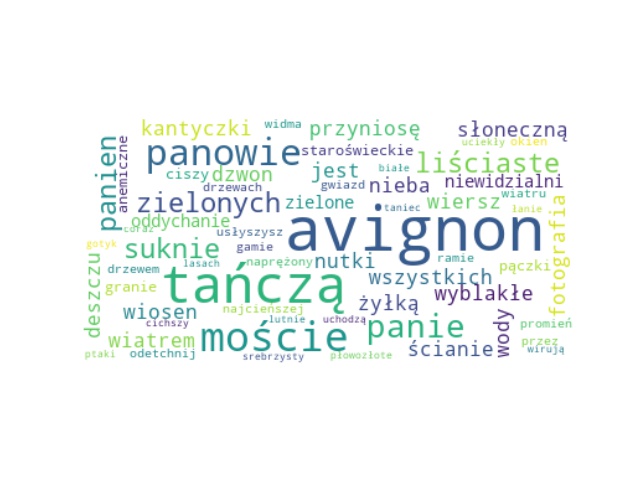 kantyczki widma przyniosę słoneczną
uciekły okien
panowie staroświeckie
panien anemiczne
ciszy dzwon jest białe liściaste
drzewach gwiazd nieba niewidzialni
zielonych zielone taniec wiersz wiatru
oddychanie avignon łanie
coraz usłyszysz
gotyk suknie gamie
lasach naprężony nutki ramie
drzewem tańczą wszystkich pączki fotografia
deszczu granie żyłką wyblakłe
wiosen najcieńszej
cichszy lutnie uchodzą panie promień
wiatrem moście ścianie wody przez
ptaki odetchnij srebrzysty płowozłote wirują